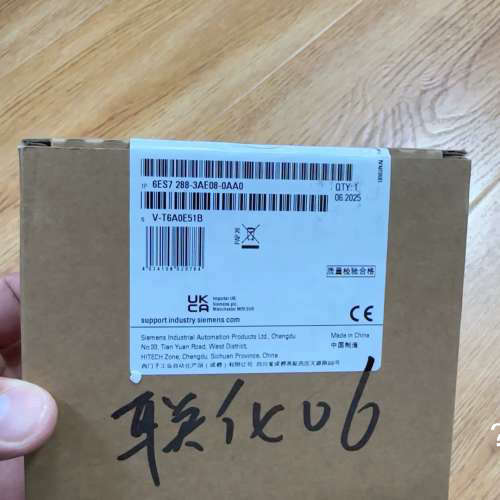 1P 6ES7 288-3AE08-0AA0
QTY: 1
06.2025
S V-T6A0E51B
UK
CA
Importer UK:
Siemens plc
Manchester M20 2UR
质量检验合格
CE
support.industry.siemens.com
Siemens Industrial Automation Products Ltd., Chengdu
No.99, Tian Yuan Road, West District,
HITECH Zone, Chengdu, Sichuan Province, China
Made in China
中国制造
联化06
?